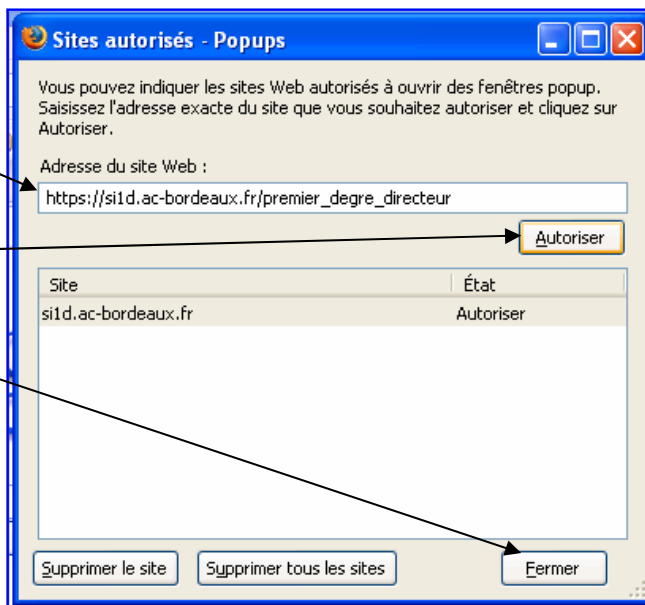 Sites autorisés - Popups
Vous pouvez indiquer les sites Web autorisés à ouvrir des fenêtres popup.
Saisissez l'adresse exacte du site que vous souhaitez autoriser et cliquez sur
Autoriser.
Adresse du site Web :
https://si1d.ac-bordeaux.fr/premier_degre_directeur
Autoriser
Site État
si1d.ac-bordeaux.fr Autoriser
Supprimer le site Supprimer tous les sites Fermer